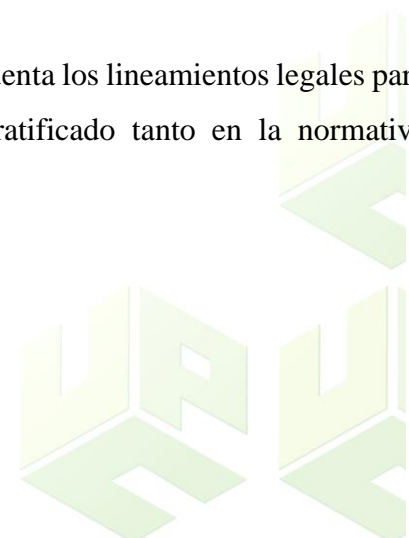 enta los lineamientos legales par
ratificado tanto en la normativ